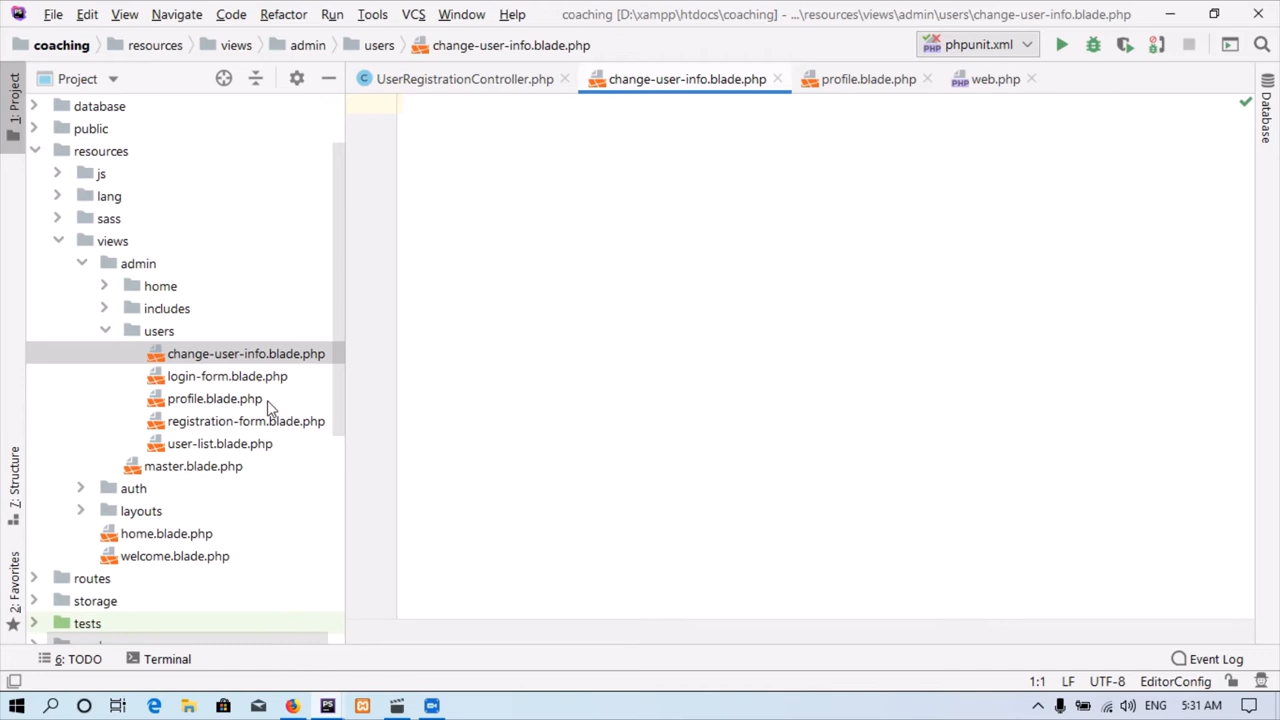 File Edit View Navigate Code Refactor Run Tools VCS Window Help coaching [D:\xampp\htdocs\coaching] - ...\resources\views\admin\users\change-user-info.blade.php
coaching resources views admin users change-user-info.blade.php phpunit.xml
Project UserRegistrationController.php change-user-info.blade.php profile.blade.php web.php
1: Project
Database
database
public
resources
js
lang
sass
views
admin
home
includes
users
change-user-info.blade.php
login-form.blade.php
profile.blade.php
registration-form.blade.php
user-list.blade.php
master.blade.php
auth
layouts
home.blade.php
welcome.blade.php
routes
storage
tests
7: Structure
2: Favorites
6: TODO Terminal Event Log
1:1 LF UTF-8 EditorConfig
ENG 5:31 AM